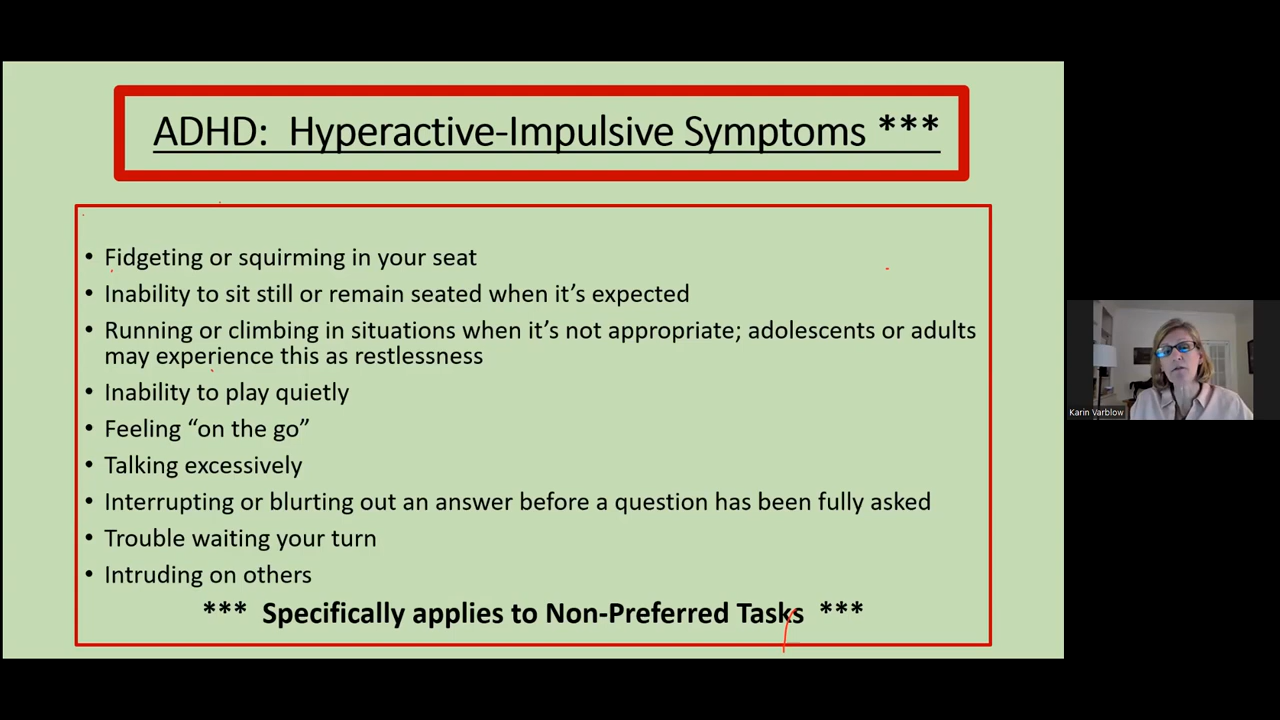 ADHD:  Hyperactive-Impulsive Symptoms ***
• Fidgeting or squirming in your seat
• Inability to sit still or remain seated when it’s expected
• Running or climbing in situations when it’s not appropriate; adolescents or adults
may experience this as restlessness
• Inability to play quietly
• Feeling “on the go”
• Talking excessively
• Interrupting or blurting out an answer before a question has been fully asked
• Trouble waiting your turn
• Intruding on others
***  Specifically applies to Non-Preferred Tasks  ***
Karin Varblow